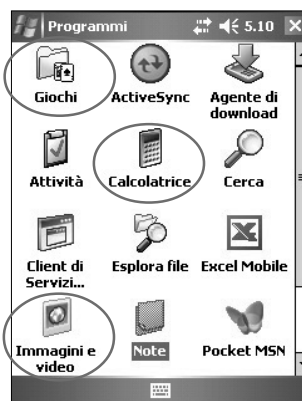 Programmi 5.10
Giochi ActiveSync Agente di
download
Attività Calcolatrice Cerca
Client di Esplora file Excel Mobile
Servizi...
Immagini e Note Pocket MSN
video